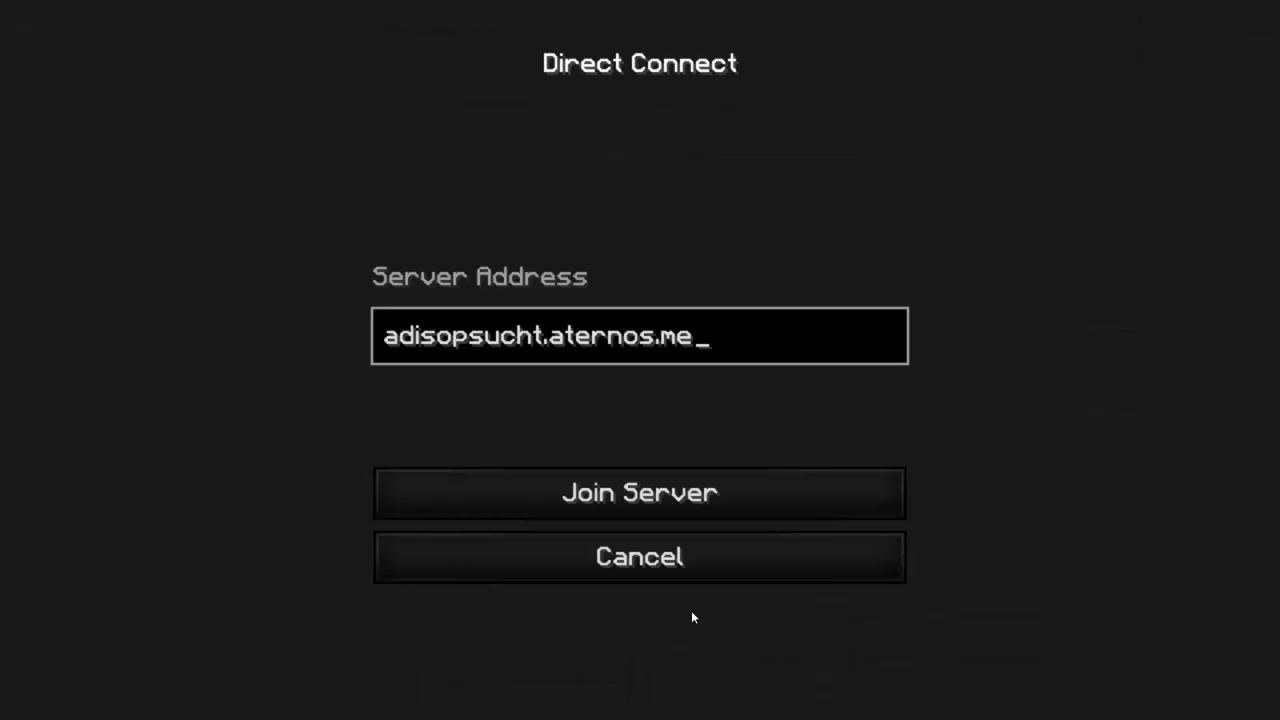 Direct Connect
Server Address
adisopsucht.aternos.me_
Join Server
Cancel